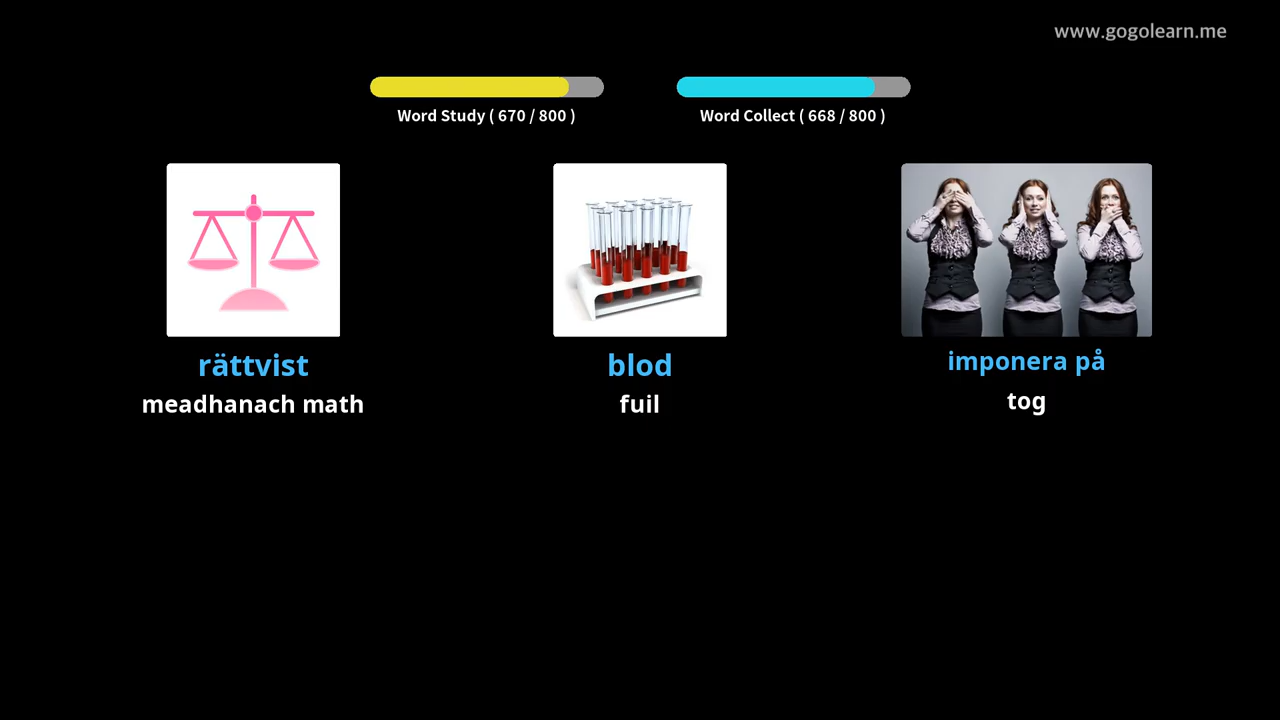 www.gogolearn.me
Word Study ( 670 / 800 )
Word Collect ( 668 / 800 )
rättvist
blod
imponera på
meadhanach math
fuil
tog